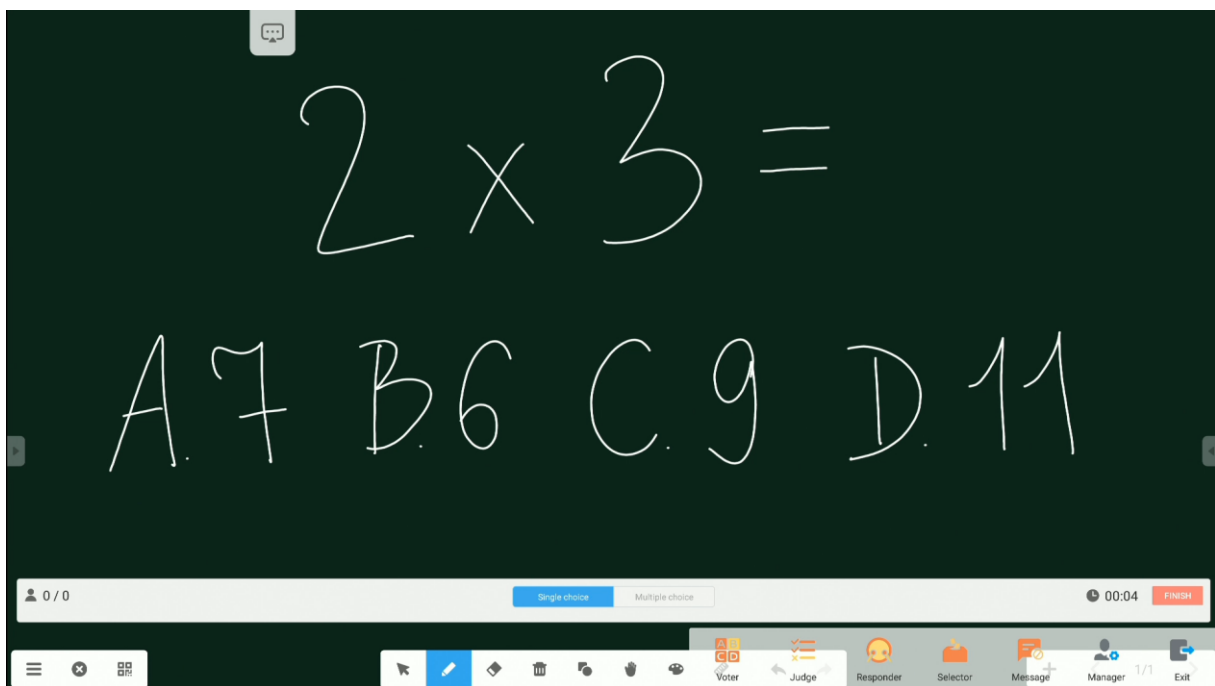 2 x 3 =
A. 7 B. 6 C. 9 D. 11
0 / 0 Single choice Multiple choice 00:04 FINISH
A B C D
Voter Judge Responder Selector Message Manager 1/1 Exit